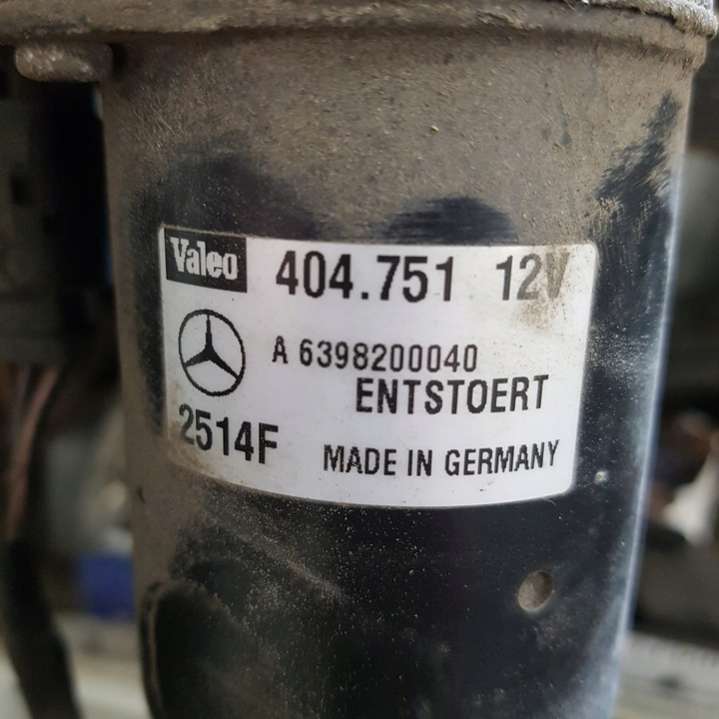 Valeo 404.751 12V
A 6398200040
ENTSTOERT
2514F
MADE IN GERMANY